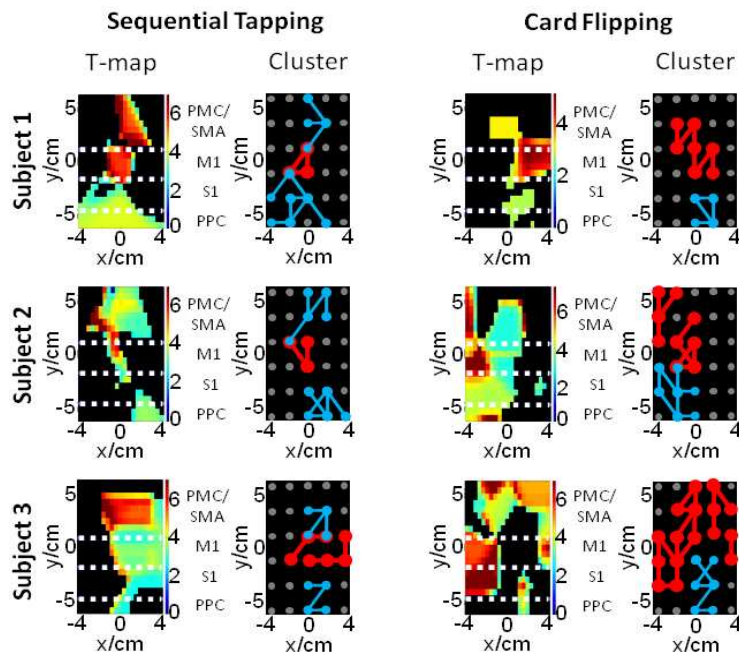 Sequential Tapping
Card Flipping
T-map
Cluster
T-map
Cluster
Subject 1
y/cm
5
0
-5
-4 0 4
x/cm
6
4
2
0
PMC/
SMA
M1
S1
PPC
y/cm
5
0
-5
-4 0 4
x/cm
y/cm
5
0
-5
-4 0 4
x/cm
4
2
0
PMC/
SMA
M1
S1
PPC
y/cm
5
0
-5
-4 0 4
x/cm
Subject 2
y/cm
5
0
-5
-4 0 4
x/cm
6
4
2
0
PMC/
SMA
M1
S1
PPC
y/cm
5
0
-5
-4 0 4
x/cm
y/cm
5
0
-5
-4 0 4
x/cm
6
4
2
0
PMC/
SMA
M1
S1
PPC
y/cm
5
0
-5
-4 0 4
x/cm
Subject 3
y/cm
5
0
-5
-4 0 4
x/cm
6
4
2
0
PMC/
SMA
M1
S1
PPC
y/cm
5
0
-5
-4 0 4
x/cm
y/cm
5
0
-5
-4 0 4
x/cm
6
4
2
0
PMC/
SMA
M1
S1
PPC
y/cm
5
0
-5
-4 0 4
x/cm